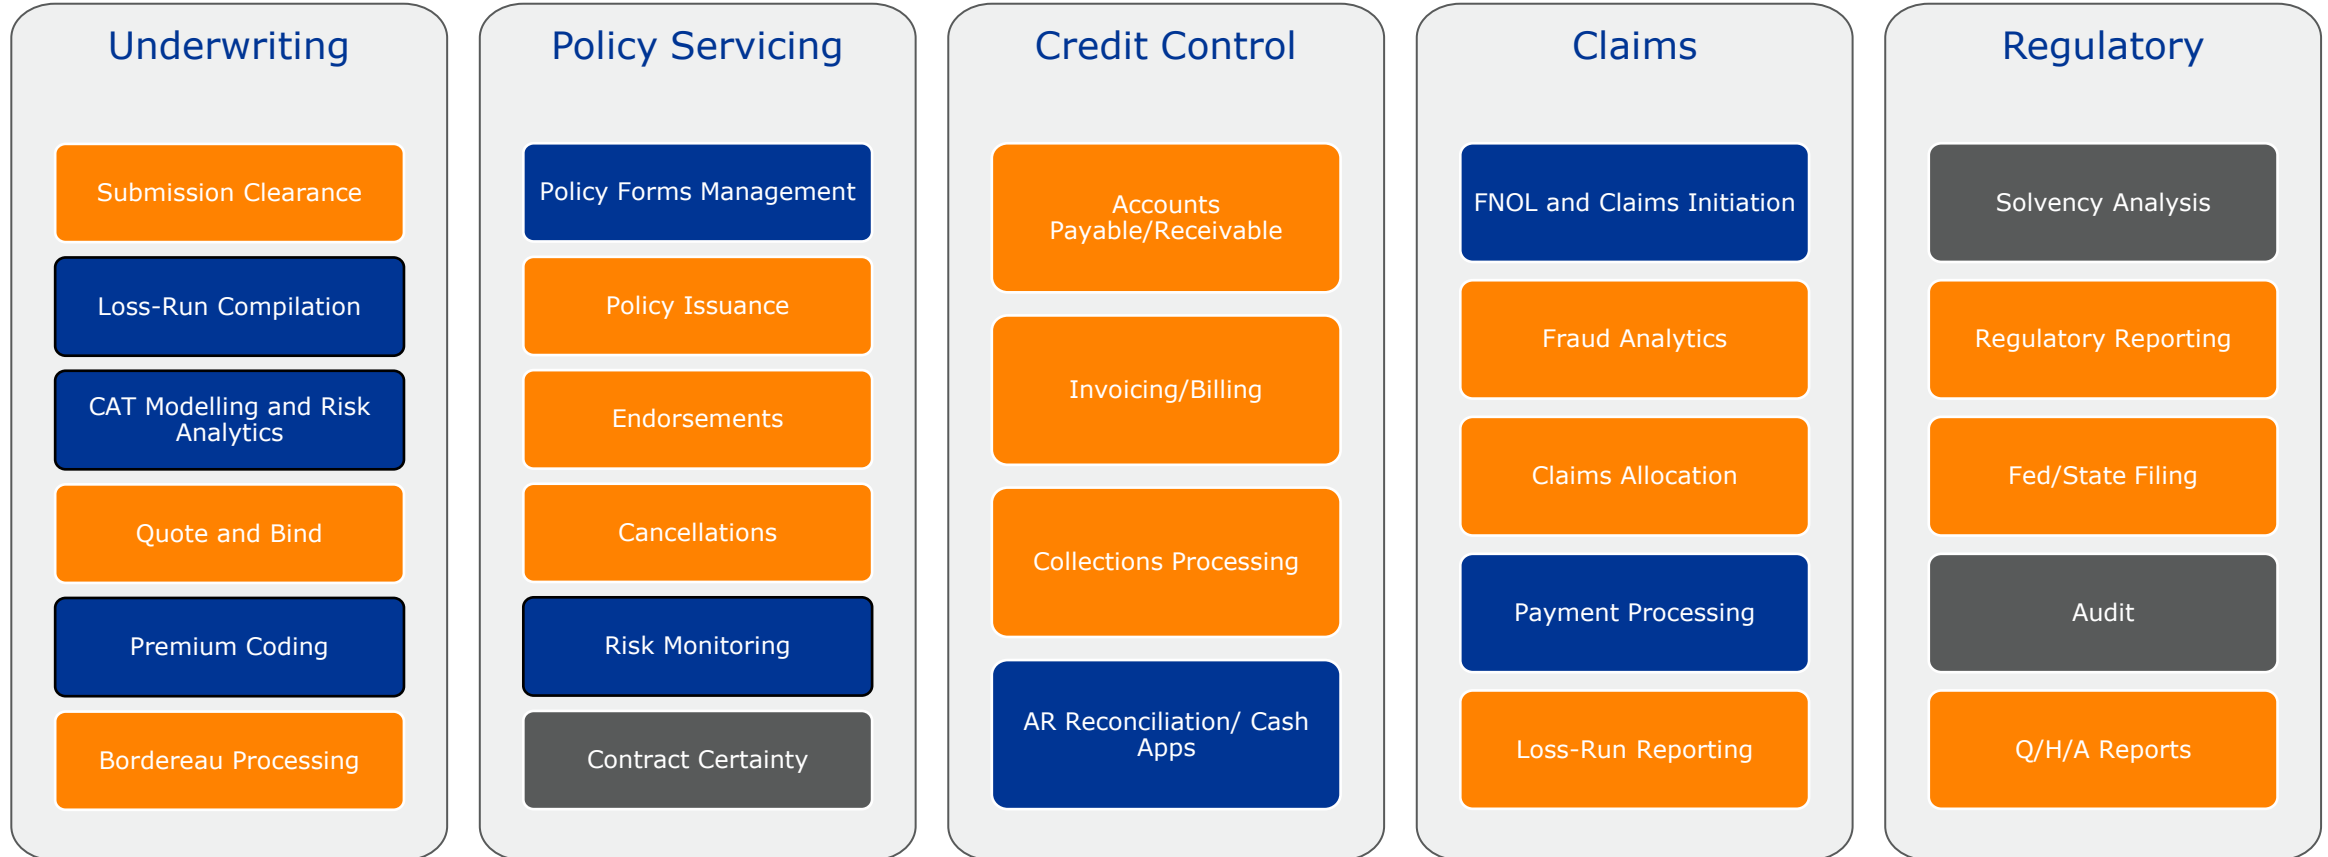 Underwriting
Submission Clearance
Loss-Run Compilation
CAT Modelling and Risk
Analytics
Quote and Bind
Premium Coding
Bordereau Processing
Policy Servicing
Policy Forms Management
Policy Issuance
Endorsements
Cancellations
Risk Monitoring
Contract Certainty
Credit Control
Accounts
Payable/Receivable
Invoicing/Billing
Collections Processing
AR Reconciliation/ Cash
Apps
Claims
FNOL and Claims Initiation
Fraud Analytics
Claims Allocation
Payment Processing
Loss-Run Reporting
Regulatory
Solvency Analysis
Regulatory Reporting
Fed/State Filing
Audit
Q/H/A Reports